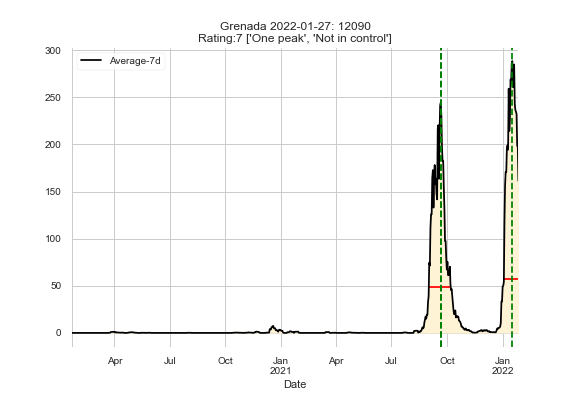 Grenada 2022-01-27: 12090
Rating:7 ['One peak', 'Not in control']
300
Average-7d
250
200
150
100
50
0
Apr Jul Oct Jan Apr Jul Oct Jan
2021 2022
Date